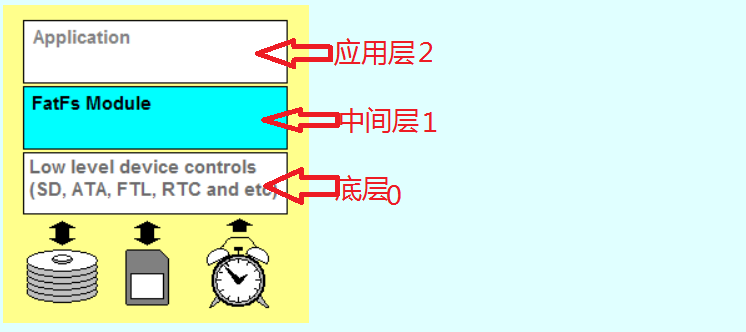 Application
应用层2
FatFs Module
中间层1
Low level device controls
(SD, ATA, FTL, RTC and etc)
底层0